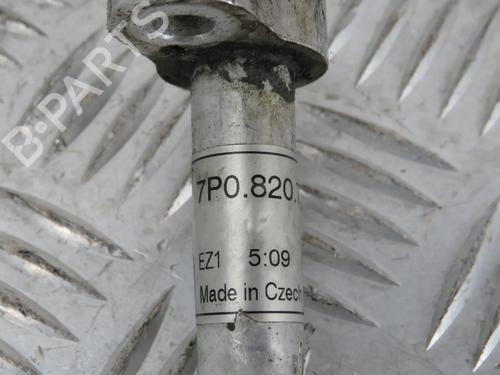 B-PARTS
7P0.820.
EZ1 5:09
Made in Czech